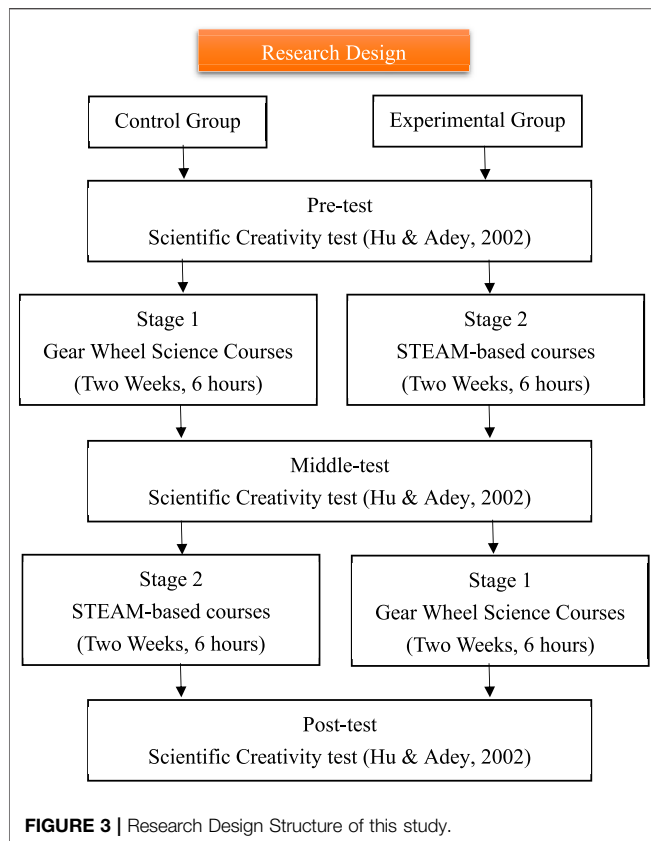 Research Design
Control Group
Experimental Group
Pre-test
Scientific Creativity test (Hu & Adey, 2002)
Stage 1
Gear Wheel Science Courses
(Two Weeks, 6 hours)
Stage 2
STEAM-based courses
(Two Weeks, 6 hours)
Middle-test
Scientific Creativity test (Hu & Adey, 2002)
Stage 2
STEAM-based courses
(Two Weeks, 6 hours)
Stage 1
Gear Wheel Science Courses
(Two Weeks, 6 hours)
Post-test
Scientific Creativity test (Hu & Adey, 2002)
FIGURE 3 | Research Design Structure of this study.